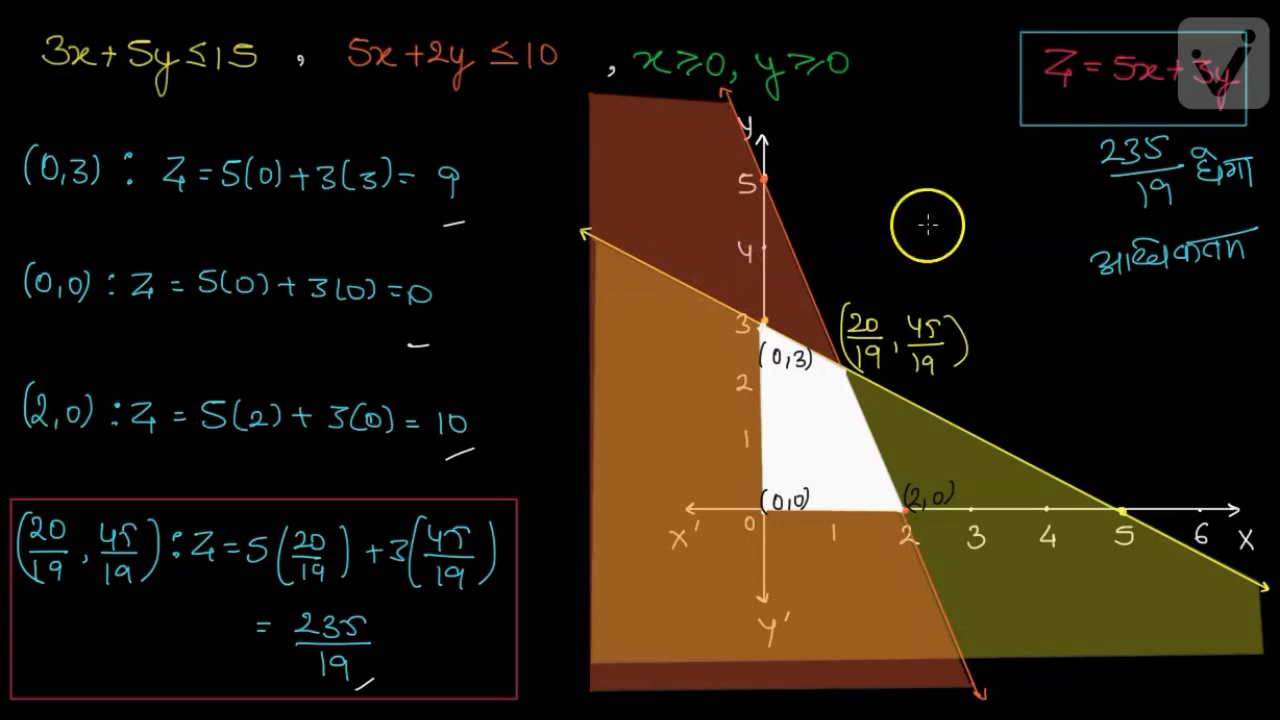 3x+5y≤15 , 5x+2y ≤10 , x≥0, y≥0
Z = 5x+3y
(0,3) : Z = 5(0)+3(3)= 9
(0,0) : Z = 5(0)+3(0)=0
(2,0) : Z = 5(2)+3(0)=10
(20/19, 45/19) : Z = 5(20/19)+3(45/19)
= 235/19
235/19
Y
5
4
3
2
1
(0,3)
(20/19, 45/19)
(0,0)
(2,0)
X' 0 1 2 3 4 5 6 X
Y'